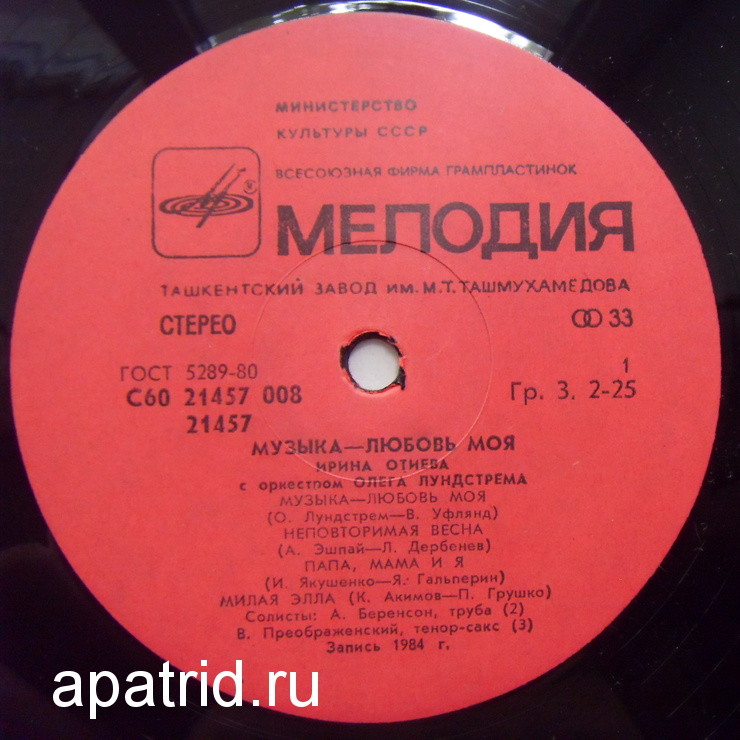 МИНИСТЕРСТВО
КУЛЬТУРЫ СССР
ВСЕСОЮЗНАЯ ФИРМА ГРАМПЛАСТИНОК
®
МЕЛОДИЯ
ТАШКЕНТСКИЙ ЗАВОД ИМ. М.Т. ТАШМУХАМЕДОВА
СТЕРЕО 33
ГОСТ 5289-80 1
С60 21457 008 Гр. 3. 2-25
21457
МУЗЫКА—ЛЮБОВЬ МОЯ
ИРИНА ОТИЕВА
с оркестром ОЛЕГА ЛУНДСТРЕМА
МУЗЫКА—ЛЮБОВЬ МОЯ
(О. Лундстрем—В. Уфлянд)
НЕПОВТОРИМАЯ ВЕСНА
(А. Эшпай—Л. Дербенев)
ПАПА, МАМА И Я
(И. Якушенко—Я. Гальперин)
МИЛАЯ ЭЛЛА (К. Акимов—П. Грушко)
Солисты: А. Беренсон, труба (2)
В. Преображенский, тенор-сакс (3)
Запись 1984 г.
apatrid.ru